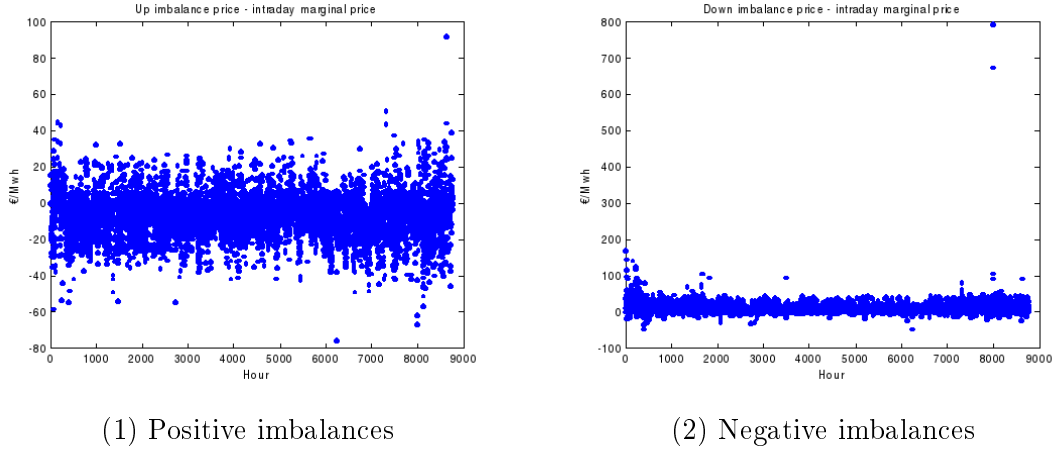 Up imbalance price - intraday marginal price
100
80
60
40
20
0
-20
-40
-60
-80
€/Mwh
0 1000 2000 3000 4000 5000 6000 7000 8000 9000
Hour
(1) Positive imbalances
Down imbalance price - intraday marginal price
800
700
600
500
400
300
200
100
0
-100
€/Mwh
0 1000 2000 3000 4000 5000 6000 7000 8000 9000
Hour
(2) Negative imbalances